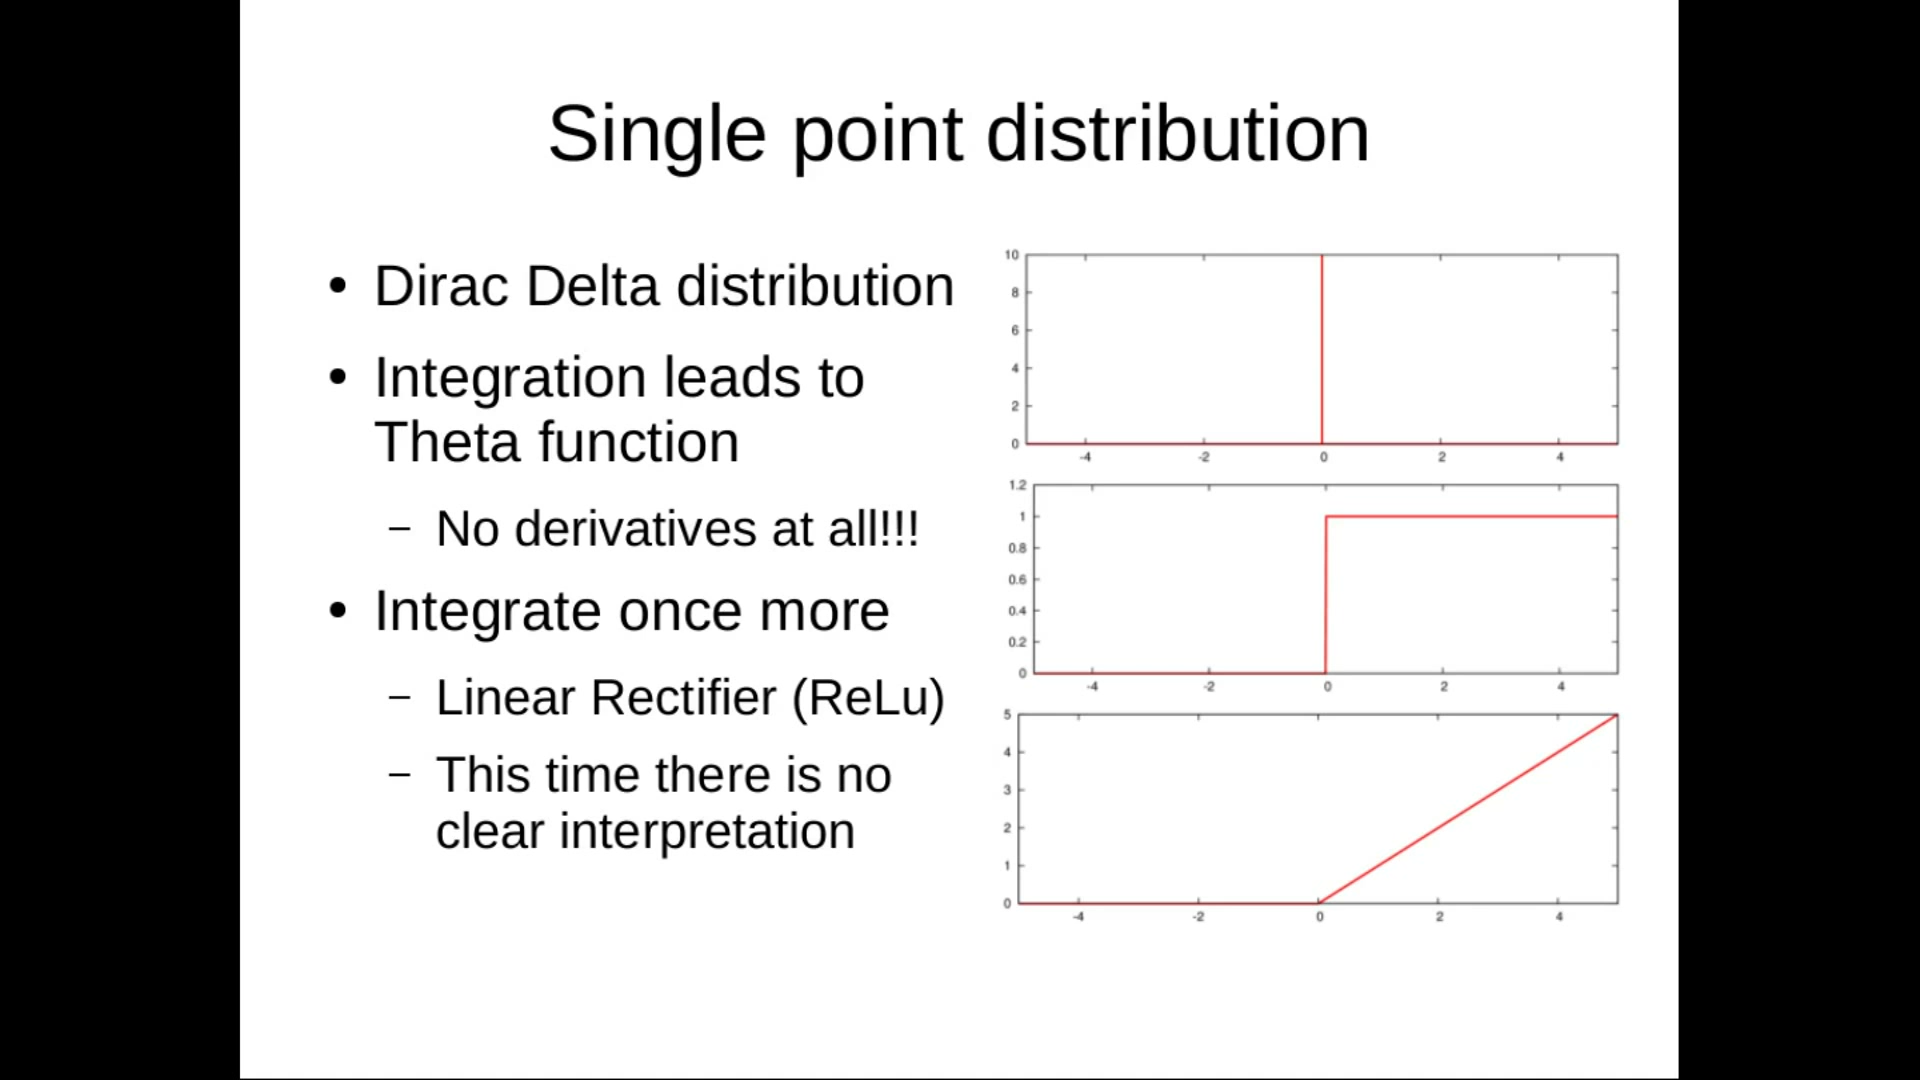 Single point distribution
• Dirac Delta distribution
• Integration leads to
Theta function
– No derivatives at all!!!
• Integrate once more
– Linear Rectifier (ReLu)
– This time there is no
clear interpretation
10
8
6
4
2
0
-4 -2 0 2 4
1.2
1
0.8
0.6
0.4
0.2
0
-4 -2 0 2 4
5
4
3
2
1
0
-4 -2 0 2 4